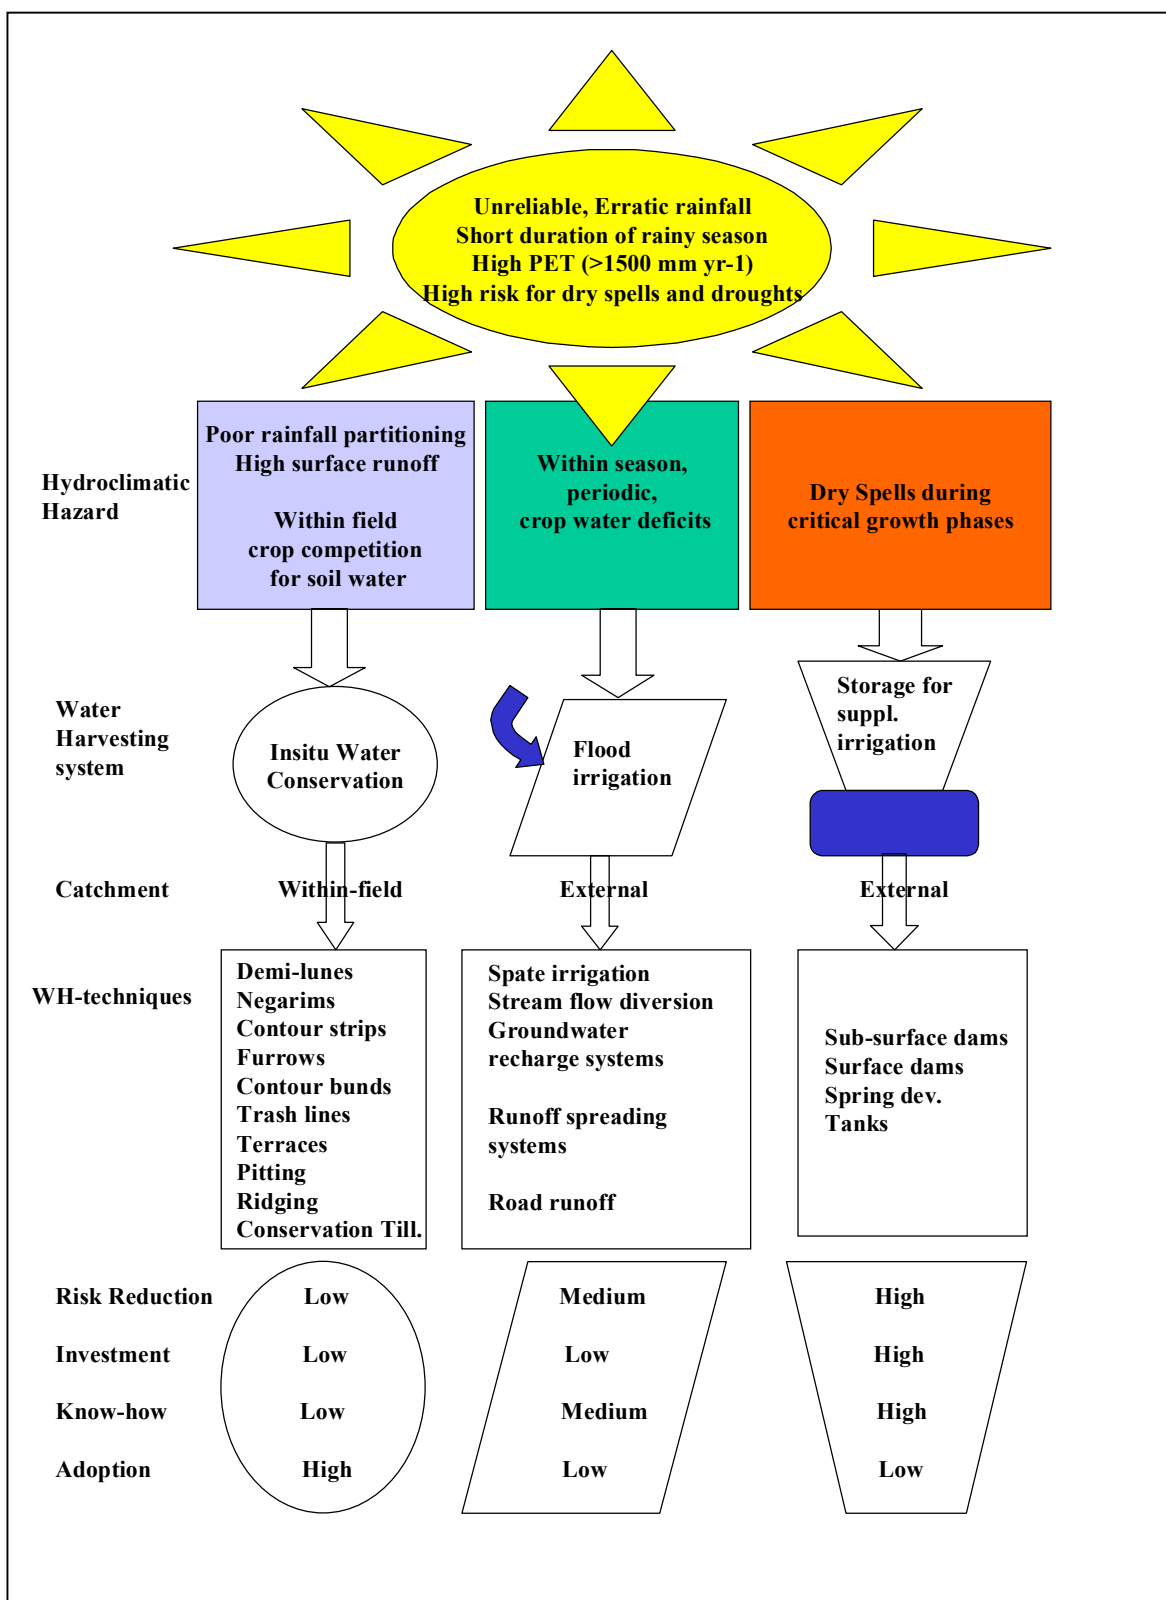 Unreliable, Erratic rainfall
Short duration of rainy season
High PET (>1500 mm yr-1)
High risk for dry spells and droughts
Hydroclimatic
Hazard
Poor rainfall partitioning
High surface runoff
Within field
crop competition
for soil water
Within season,
periodic,
crop water deficits
Dry Spells during
critical growth phases
Water
Harvesting
system
Insitu Water
Conservation
Flood
irrigation
Storage for
suppl.
irrigation
Catchment
Within-field
External
External
WH-techniques
Demi-lunes
Negarims
Contour strips
Furrows
Contour bunds
Trash lines
Terraces
Pitting
Ridging
Conservation Till.
Spate irrigation
Stream flow diversion
Groundwater
recharge systems
Runoff spreading
systems
Road runoff
Sub-surface dams
Surface dams
Spring dev.
Tanks
Risk Reduction
Low
Medium
High
Investment
Low
Low
High
Know-how
Low
Medium
High
Adoption
High
Low
Low